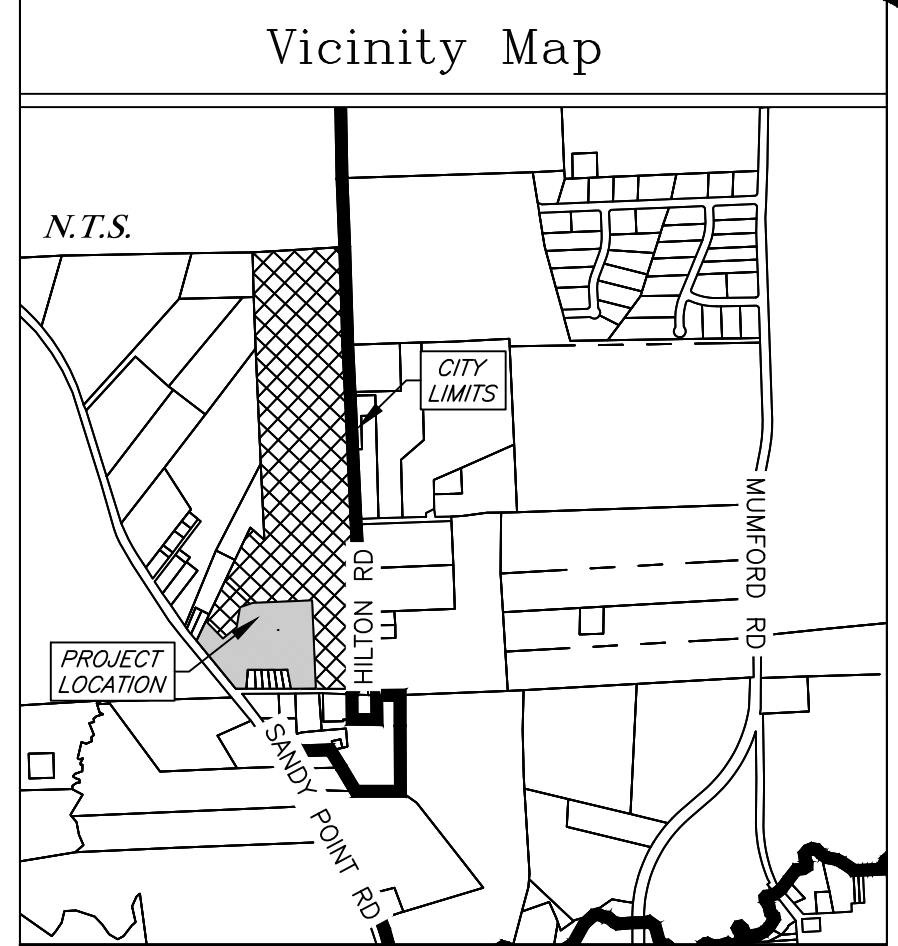 Vicinity Map
N.T.S.
CITY
LIMITS
MUMFORD RD
HILTON RD
PROJECT
LOCATION
SANDY POINT RD